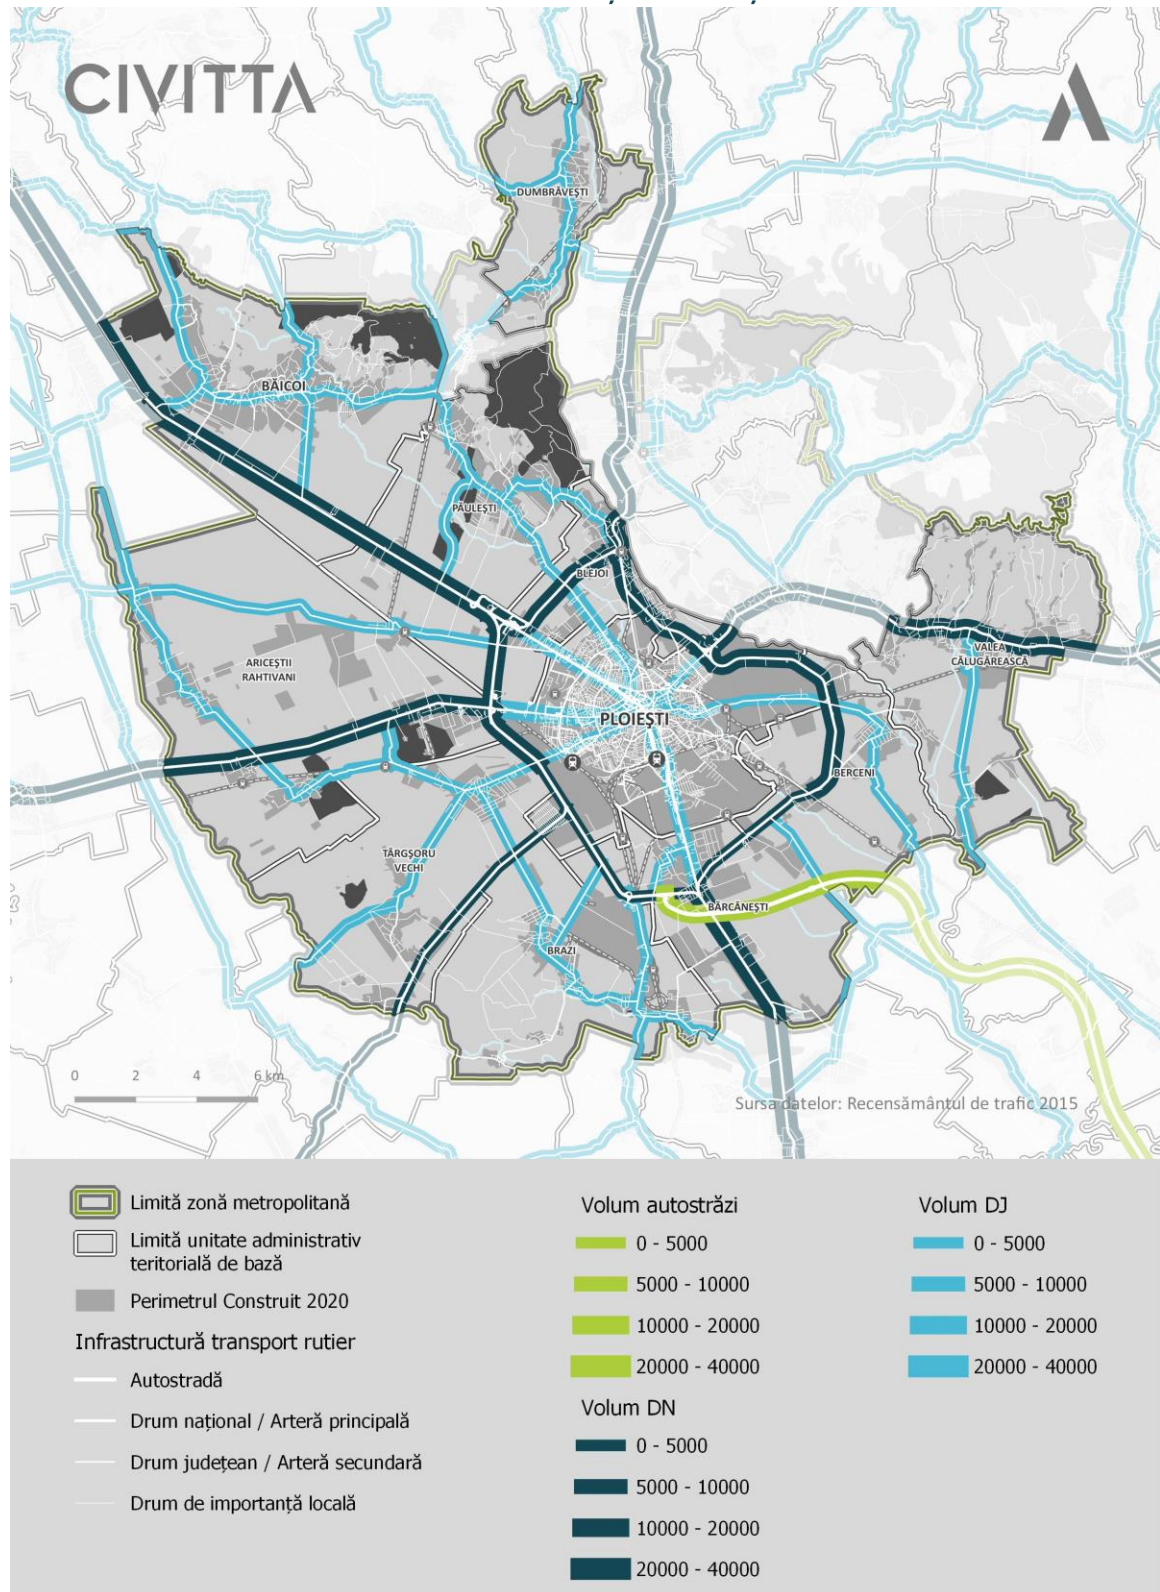 CIVITTA
DUMBRĂVEȘTI
BĂICOI
PĂULEȘTI
BLEJOI
ARICEȘTII
RAHTIVANI
VALEA
CĂLUGĂREASCĂ
PLOIEȘTI
BERCENI
TÂRGȘORU
VECHI
BĂRCĂNEȘTI
BRAZI
0 2 4 6 km
Sursa datelor: Recensământul de trafic 2015
Limită zonă metropolitană
Limită unitate administrativ
teritorială de bază
Perimetrul Construit 2020
Infrastructură transport rutier
Autostradă
Drum național / Arteră principală
Drum județean / Arteră secundară
Drum de importanță locală
Volum autostrăzi
0 - 5000
5000 - 10000
10000 - 20000
20000 - 40000
Volum DN
0 - 5000
5000 - 10000
10000 - 20000
20000 - 40000
Volum DJ
0 - 5000
5000 - 10000
10000 - 20000
20000 - 40000